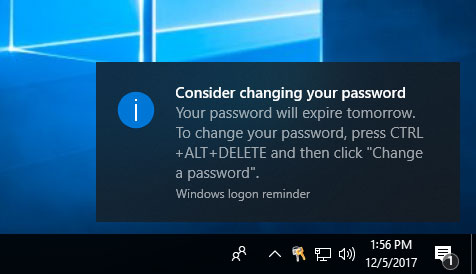 Consider changing your password
Your password will expire tomorrow.
To change your password, press CTRL
+ALT+DELETE and then click "Change
a password".
Windows logon reminder
1:56 PM
12/5/2017
1